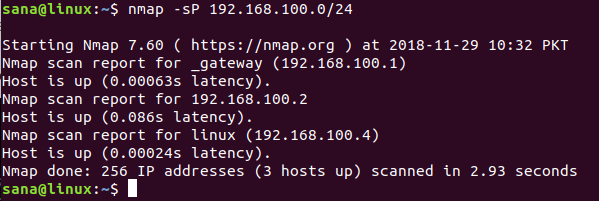 sana@linux:~$ nmap -sP 192.168.100.0/24
Starting Nmap 7.60 ( https://nmap.org ) at 2018-11-29 10:32 PKT
Nmap scan report for _gateway (192.168.100.1)
Host is up (0.00063s latency).
Nmap scan report for 192.168.100.2
Host is up (0.086s latency).
Nmap scan report for linux (192.168.100.4)
Host is up (0.00024s latency).
Nmap done: 256 IP addresses (3 hosts up) scanned in 2.93 seconds
sana@linux:~$